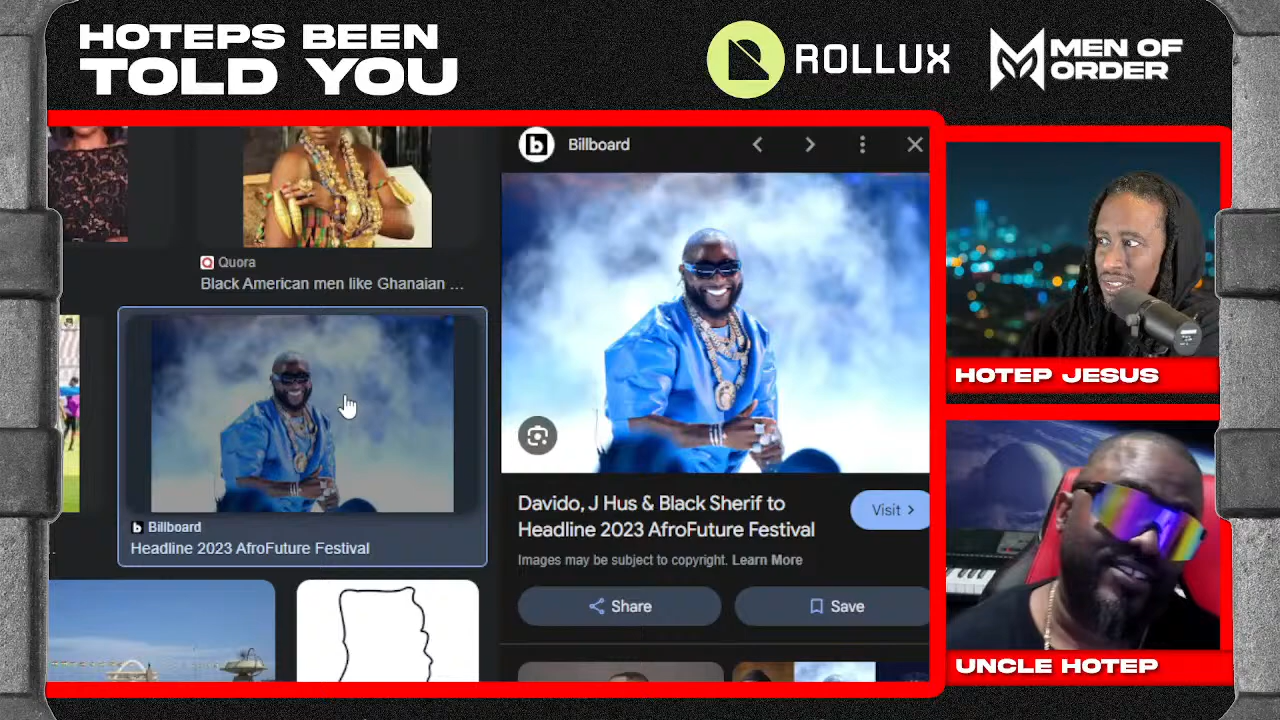 HOTEPS BEEN
TOLD YOU
ROLLUX
MEN OF
ORDER
Billboard
Quora
Black American men like Ghanaian ...
Billboard
Headline 2023 AfroFuture Festival
Davido, J Hus & Black Sherif to
Headline 2023 AfroFuture Festival
Visit
Images may be subject to copyright. Learn More
Share
Save
HOTEP JESUS
UNCLE HOTEP